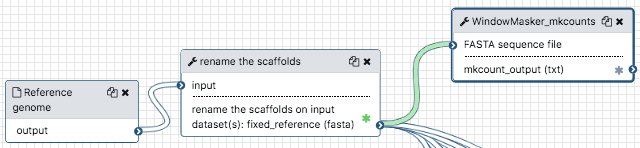 Reference
genome
output
rename the scaffolds
input
rename the scaffolds on input
dataset(s): fixed_reference (fasta)
WindowMasker_mkcounts
FASTA sequence file
mkcount_output (txt)